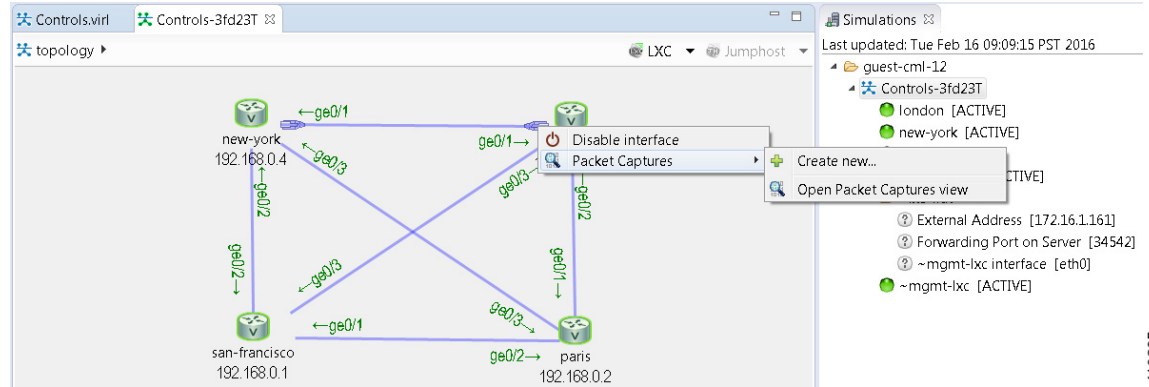 Controls.virl
Controls-3fd23T
topology
LXC
Jumphost
←ge0/1
new-york
192.168.0.4
ge0/1→
←ge0/3
ge0/3→
←ge0/2
←ge0/2
Disable interface
Packet Captures
Create new...
Open Packet Captures view
ge0/2→
←ge0/3
ge0/1→
ge0/3→
←ge0/1
san-francisco
192.168.0.1
ge0/2→
paris
192.168.0.2
Simulations
Last updated: Tue Feb 16 09:09:15 PST 2016
guest-cml-12
Controls-3fd23T
london [ACTIVE]
new-york [ACTIVE]
External Address [172.16.1.161]
Forwarding Port on Server [34542]
~mgmt-lxc interface [eth0]
~mgmt-lxc [ACTIVE]